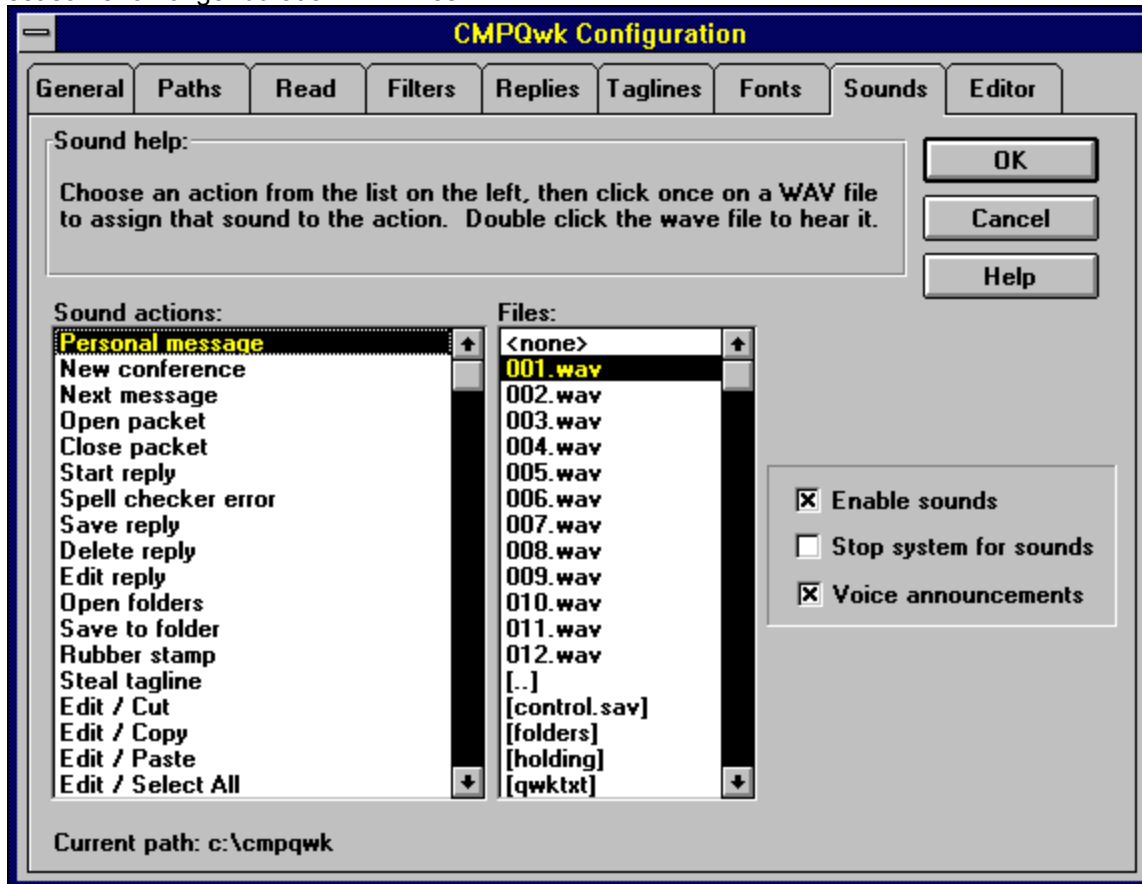 CMPQwk Configuration
General Paths Read Filters Replies Taglines Fonts Sounds Editor
Sound help:
Choose an action from the list on the left, then click once on a WAV file
to assign that sound to the action.  Double click the wave file to hear it.
OK
Cancel
Help
Sound actions:
Personal message
New conference
Next message
Open packet
Close packet
Start reply
Spell checker error
Save reply
Delete reply
Edit reply
Open folders
Save to folder
Rubber stamp
Steal tagline
Edit / Cut
Edit / Copy
Edit / Paste
Edit / Select All
Files:
<none>
001.wav
002.wav
003.wav
004.wav
005.wav
006.wav
007.wav
008.wav
009.wav
010.wav
011.wav
012.wav
[..]
[control.sav]
[folders]
[holding]
[qwktxt]
Enable sounds
Stop system for sounds
Voice announcements
Current path: c:\cmpqwk